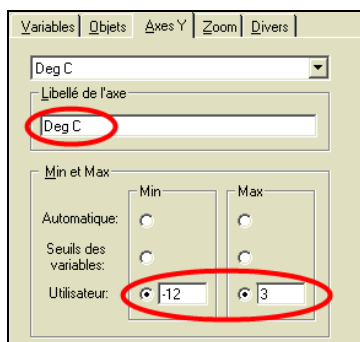 Variables Objets Axes Y Zoom Divers
Deg C
Libellé de l'axe
Deg C
Min et Max
Min Max
Automatique:
Seuils des
variables:
Utilisateur: -12 3